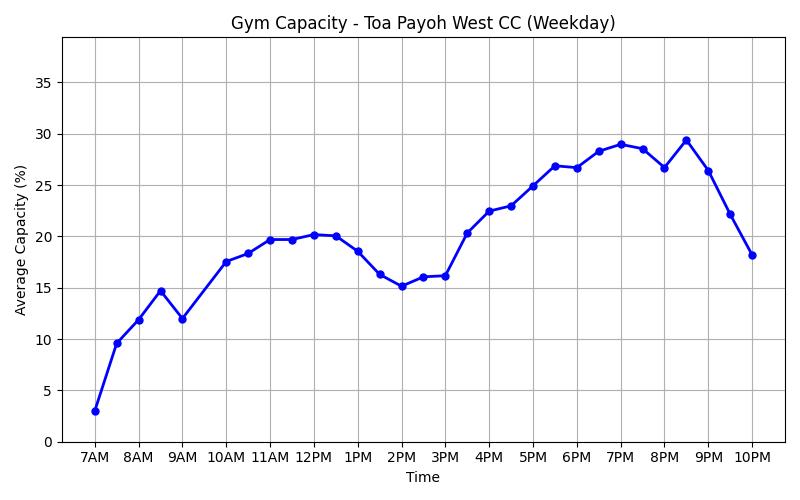 Gym Capacity - Toa Payoh West CC (Weekday)
Average Capacity (%)
35
30
25
20
15
10
5
0
7AM 8AM 9AM 10AM 11AM 12PM 1PM 2PM 3PM 4PM 5PM 6PM 7PM 8PM 9PM 10PM
Time